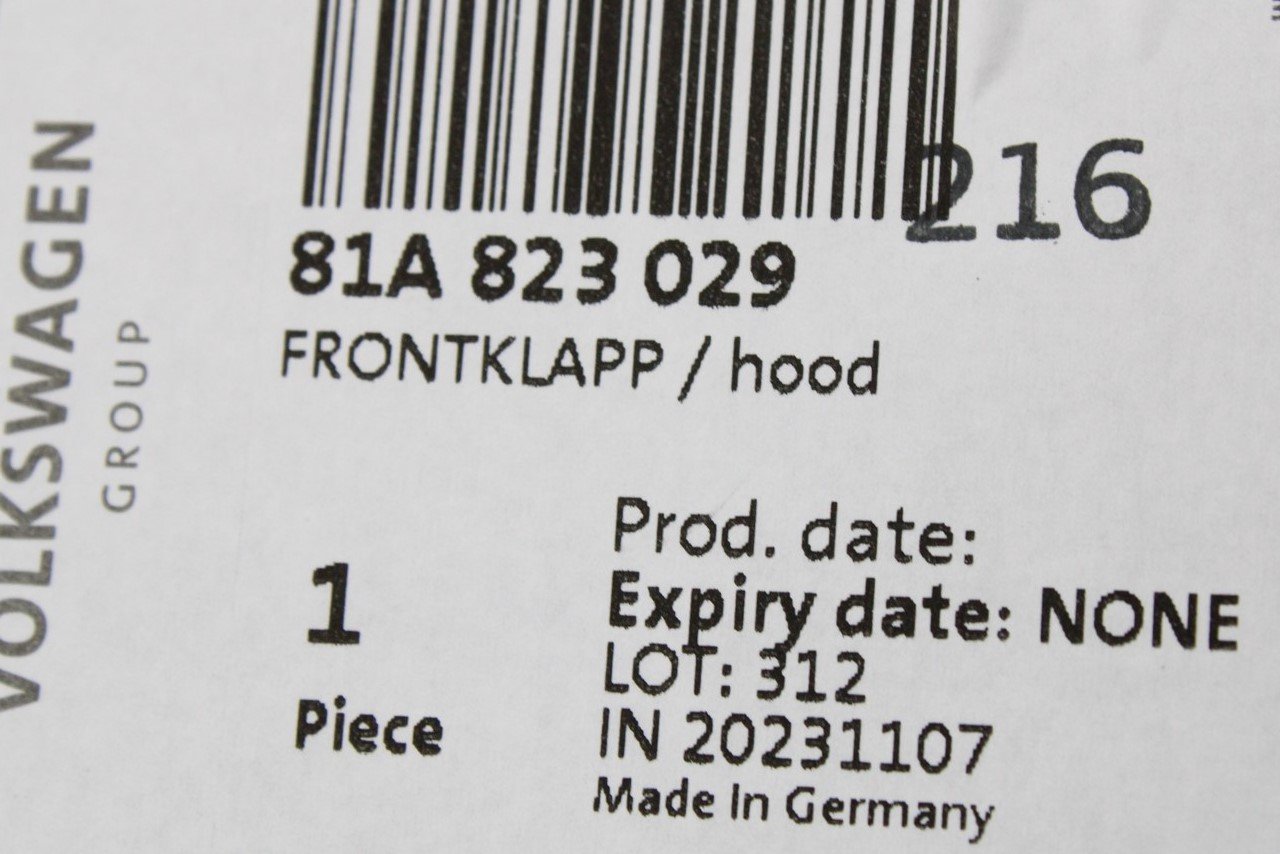 216
81A 823 029
FRONTKLAPP / hood
VOLKSWAGEN
GROUP
1
Piece
Prod. date:
Expiry date: NONE
LOT: 312
IN 20231107
Made In Germany